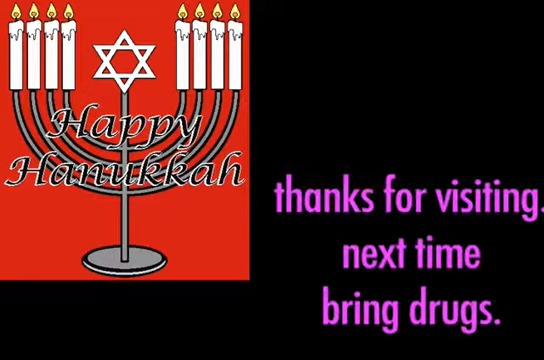 Happy
Hanukkah
thanks for visiting.
next time
bring drugs.